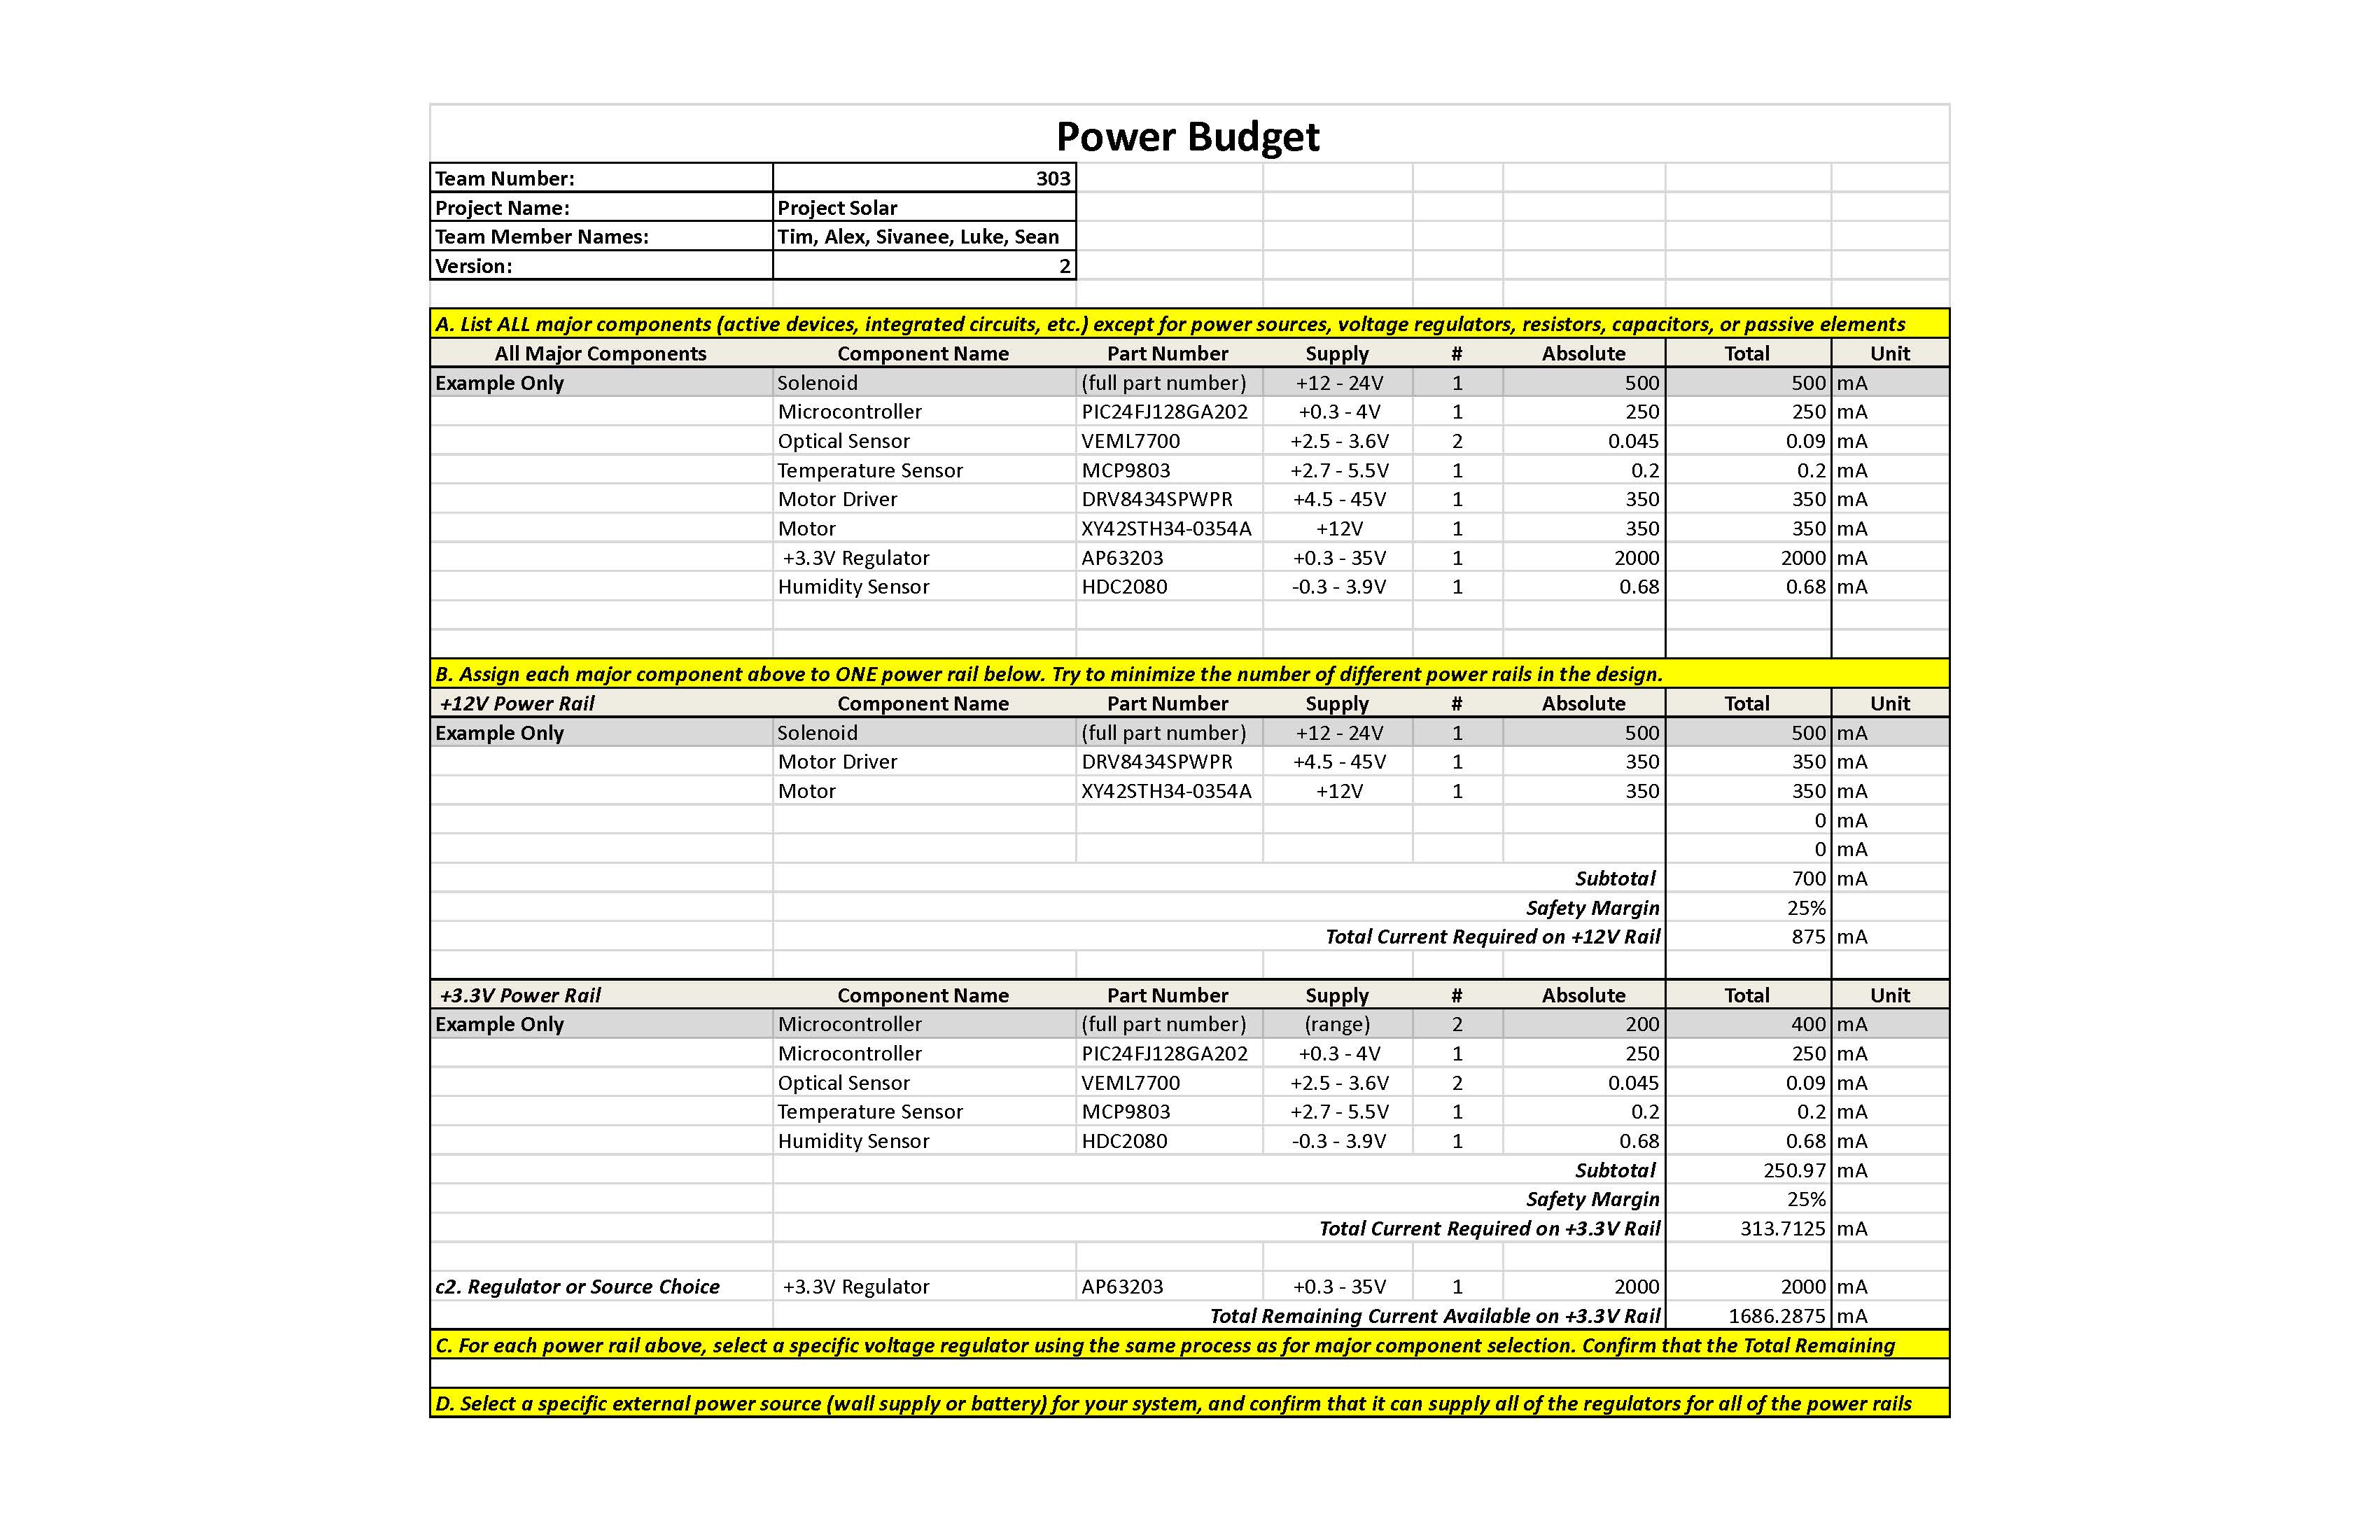 Power Budget
Team Number: 303
Project Name: Project Solar
Team Member Names: Tim, Alex, Sivanee, Luke, Sean
Version: 2
A. List ALL major components (active devices, integrated circuits, etc.) except for power sources, voltage regulators, resistors, capacitors, or passive elements
All Major Components Component Name Part Number Supply # Absolute Total Unit
Example Only Solenoid (full part number) +12 - 24V 1 500 500 mA
Microcontroller PIC24FJ128GA202 +0.3 - 4V 1 250 250 mA
Optical Sensor VEML7700 +2.5 - 3.6V 2 0.045 0.09 mA
Temperature Sensor MCP9803 +2.7 - 5.5V 1 0.2 0.2 mA
Motor Driver DRV8434SPWPR +4.5 - 45V 1 350 350 mA
Motor XY42STH34-0354A +12V 1 350 350 mA
+3.3V Regulator AP63203 +0.3 - 35V 1 2000 2000 mA
Humidity Sensor HDC2080 -0.3 - 3.9V 1 0.68 0.68 mA
B. Assign each major component above to ONE power rail below. Try to minimize the number of different power rails in the design.
+12V Power Rail Component Name Part Number Supply # Absolute Total Unit
Example Only Solenoid (full part number) +12 - 24V 1 500 500 mA
Motor Driver DRV8434SPWPR +4.5 - 45V 1 350 350 mA
Motor XY42STH34-0354A +12V 1 350 350 mA
0 mA
0 mA
Subtotal 700 mA
Safety Margin 25%
Total Current Required on +12V Rail 875 mA
+3.3V Power Rail Component Name Part Number Supply # Absolute Total Unit
Example Only Microcontroller (full part number) (range) 2 200 400 mA
Microcontroller PIC24FJ128GA202 +0.3 - 4V 1 250 250 mA
Optical Sensor VEML7700 +2.5 - 3.6V 2 0.045 0.09 mA
Temperature Sensor MCP9803 +2.7 - 5.5V 1 0.2 0.2 mA
Humidity Sensor HDC2080 -0.3 - 3.9V 1 0.68 0.68 mA
Subtotal 250.97 mA
Safety Margin 25%
Total Current Required on +3.3V Rail 313.7125 mA
c2. Regulator or Source Choice +3.3V Regulator AP63203 +0.3 - 35V 1 2000 2000 mA
Total Remaining Current Available on +3.3V Rail 1686.2875 mA
C. For each power rail above, select a specific voltage regulator using the same process as for major component selection. Confirm that the Total Remaining
D. Select a specific external power source (wall supply or battery) for your system, and confirm that it can supply all of the regulators for all of the power rails